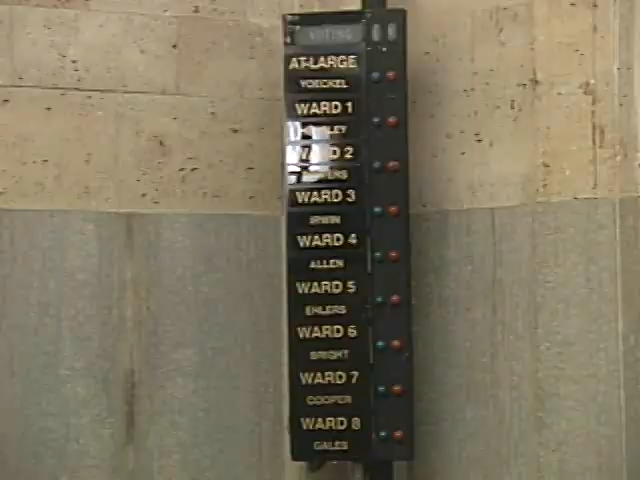 VOTING
AT-LARGE
YOECKEL
WARD 1
WARD 2
WARD 3
IRWIN
WARD 4
ALLEN
WARD 5
EHLERS
WARD 6
BRIGHT
WARD 7
COOPER
WARD 8
GALES